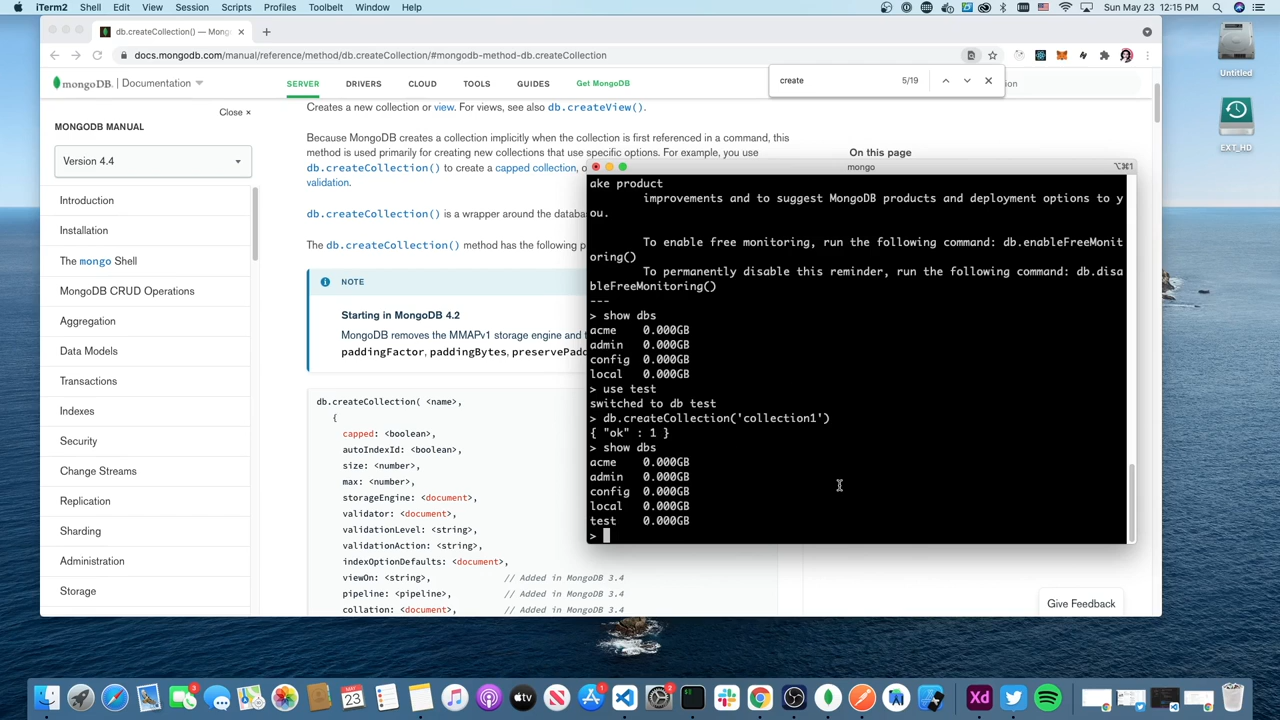 iTerm2 Shell Edit View Session Scripts Profiles Toolbelt Window Help
Sun May 23 12:15 PM
db.createCollection() — Mong
docs.mongodb.com/manual/reference/method/db.createCollection/#mongodb-method-db.createCollection
mongoDB. Documentation
SERVER DRIVERS CLOUD TOOLS GUIDES Get MongoDB
create 5/19
Close ×
MONGODB MANUAL
Version 4.4
Introduction
Installation
The mongo Shell
MongoDB CRUD Operations
Aggregation
Data Models
Transactions
Indexes
Security
Change Streams
Replication
Sharding
Administration
Storage
Creates a new collection or view. For views, see also db.createView().
Because MongoDB creates a collection implicitly when the collection is first referenced in a command, this
method is used primarily for creating new collections that use specific options. For example, you use
db.createCollection() to create a capped collection, o
validation.
db.createCollection() is a wrapper around the databas
The db.createCollection() method has the following p
NOTE
Starting in MongoDB 4.2
MongoDB removes the MMAPv1 storage engine and t
paddingFactor, paddingBytes, preservePadd
db.createCollection( <name>,
{
capped: <boolean>,
autoIndexId: <boolean>,
size: <number>,
max: <number>,
storageEngine: <document>,
validator: <document>,
validationLevel: <string>,
validationAction: <string>,
indexOptionDefaults: <document>,
viewOn: <string>, // Added in MongoDB 3.4
pipeline: <pipeline>, // Added in MongoDB 3.4
collation: <document>, // Added in MongoDB 3.4
On this page
Give Feedback
mongo
⌥⌘1
ake product
improvements and to suggest MongoDB products and deployment options to y
ou.
To enable free monitoring, run the following command: db.enableFreeMonit
oring()
To permanently disable this reminder, run the following command: db.disa
bleFreeMonitoring()
---
> show dbs
acme 0.000GB
admin 0.000GB
config 0.000GB
local 0.000GB
> use test
switched to db test
> db.createCollection('collection1')
{ "ok" : 1 }
> show dbs
acme 0.000GB
admin 0.000GB
config 0.000GB
local 0.000GB
test 0.000GB
>
Untitled
EXT_HD